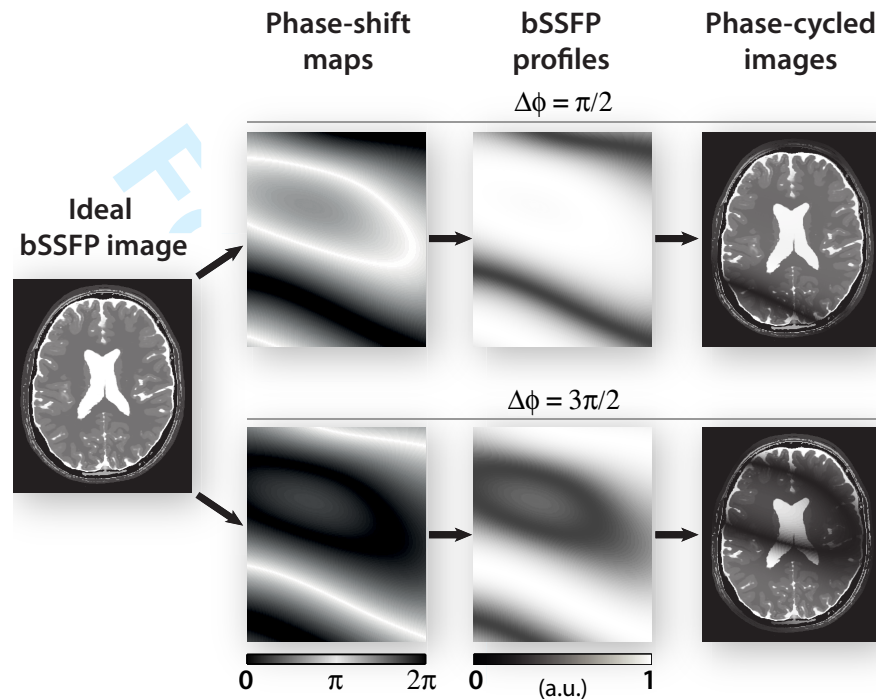 Phase-shift
maps
bSSFP
profiles
Phase-cycled
images
Δϕ = π/2
Ideal
bSSFP image
Δϕ = 3π/2
0 π 2π
0 (a.u.) 1